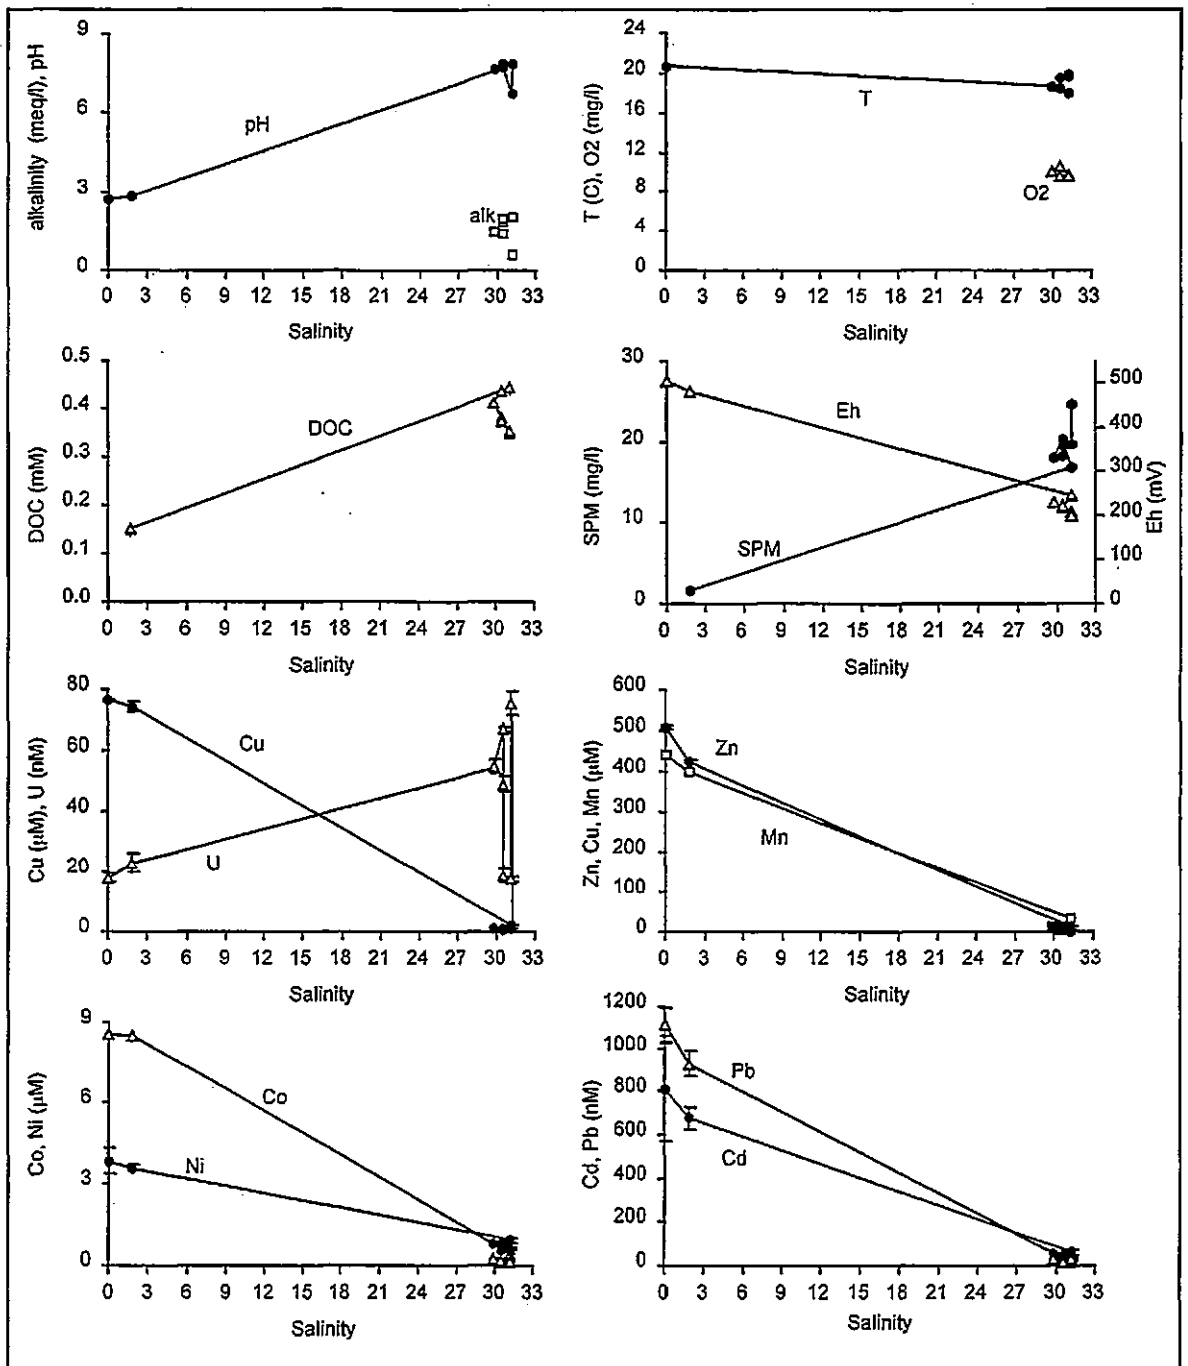 alkalinity (meq/l), pH
9
6
3
0
pH
alk
0 3 6 9 12 15 18 21 24 27 30 33
Salinity
T (C), O2 (mg/l)
24
20
16
12
8
4
0
T
O2
0 3 6 9 12 15 18 21 24 27 30 33
Salinity
DOC (mM)
0.5
0.4
0.3
0.2
0.1
0.0
DOC
0 3 6 9 12 15 18 21 24 27 30 33
Salinity
SPM (mg/l)
30
20
10
0
Eh
SPM
500
400
300
200
100
0
Eh (mV)
0 3 6 9 12 15 18 21 24 27 30 33
Salinity
Cu (µM), U (nM)
80
60
40
20
0
Cu
U
0 3 6 9 12 15 18 21 24 27 30 33
Salinity
Zn, Cu, Mn (µM)
600
500
400
300
200
100
0
Zn
Mn
0 3 6 9 12 15 18 21 24 27 30 33
Salinity
Co, Ni (µM)
9
6
3
0
Co
Ni
0 3 6 9 12 15 18 21 24 27 30 33
Salinity
Cd, Pb (nM)
1200
1000
800
600
400
200
0
Pb
Cd
0 3 6 9 12 15 18 21 24 27 30 33
Salinity